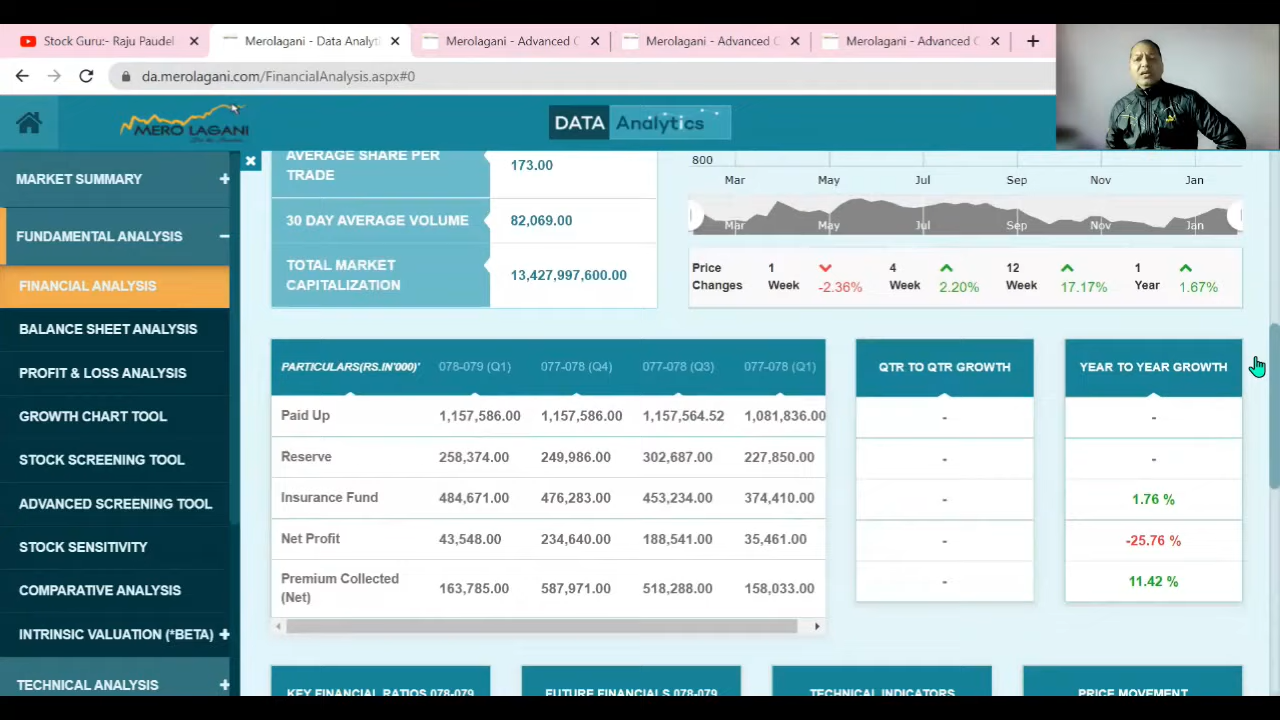 Stock Guru:- Raju Paudel
Merolagani - Data Analyti
Merolagani - Advanced C
Merolagani - Advanced C
Merolagani - Advanced C
da.merolagani.com/FinancialAnalysis.aspx#0
MERO LAGANI
DATA Analytics
MARKET SUMMARY +
FUNDAMENTAL ANALYSIS −
FINANCIAL ANALYSIS
BALANCE SHEET ANALYSIS
PROFIT & LOSS ANALYSIS
GROWTH CHART TOOL
STOCK SCREENING TOOL
ADVANCED SCREENING TOOL
STOCK SENSITIVITY
COMPARATIVE ANALYSIS
INTRINSIC VALUATION (*BETA) +
TECHNICAL ANALYSIS +
AVERAGE SHARE PER
TRADE
173.00
30 DAY AVERAGE VOLUME 82,069.00
TOTAL MARKET
CAPITALIZATION
13,427,997,600.00
800
Mar May Jul Sep Nov Jan
Mar May Jul Sep Nov Jan
Price 1 4 12 1
Changes Week -2.36% Week 2.20% Week 17.17% Year 1.67%
PARTICULARS(RS.IN'000)' 078-079 (Q1) 077-078 (Q4) 077-078 (Q3) 077-078 (Q1)
Paid Up 1,157,586.00 1,157,586.00 1,157,564.52 1,081,836.00
Reserve 258,374.00 249,986.00 302,687.00 227,850.00
Insurance Fund 484,671.00 476,283.00 453,234.00 374,410.00
Net Profit 43,548.00 234,640.00 188,541.00 35,461.00
Premium Collected
(Net)
163,785.00 587,971.00 518,288.00 158,033.00
QTR TO QTR GROWTH
-
-
-
-
-
YEAR TO YEAR GROWTH
-
-
1.76 %
-25.76 %
11.42 %
KEY FINANCIAL RATIOS 078-079
FUTURE FINANCIALS 078-079
TECHNICAL INDICATORS
PRICE MOVEMENT